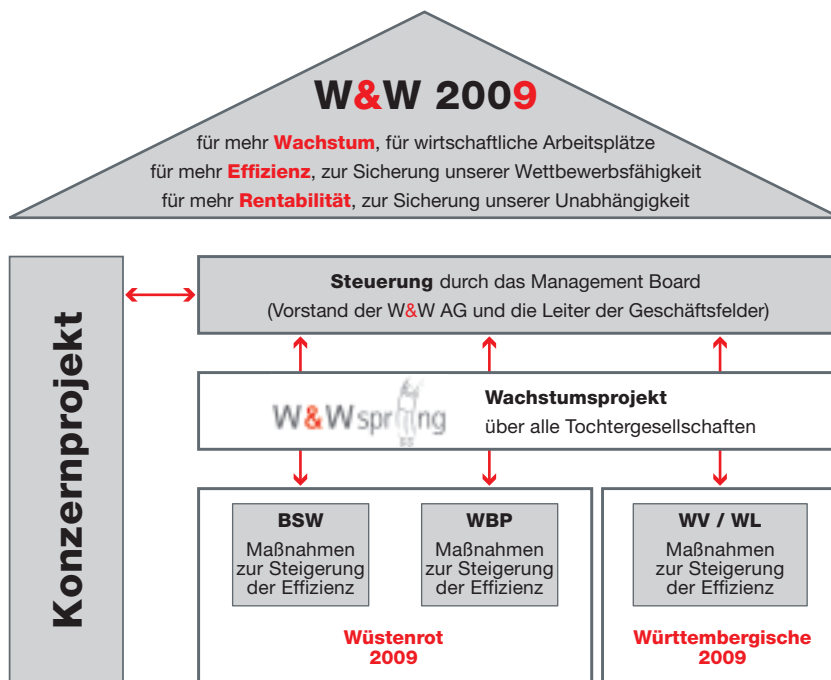 W&W 2009
für mehr Wachstum, für wirtschaftliche Arbeitsplätze
für mehr Effizienz, zur Sicherung unserer Wettbewerbsfähigkeit
für mehr Rentabilität, zur Sicherung unserer Unabhängigkeit
Konzernprojekt
Steuerung durch das Management Board
(Vorstand der W&W AG und die Leiter der Geschäftsfelder)
W&Wspring
Wachstumsprojekt
über alle Tochtergesellschaften
BSW
Maßnahmen
zur Steigerung
der Effizienz
WBP
Maßnahmen
zur Steigerung
der Effizienz
Wüstenrot
2009
WV / WL
Maßnahmen
zur Steigerung
der Effizienz
Württembergische
2009